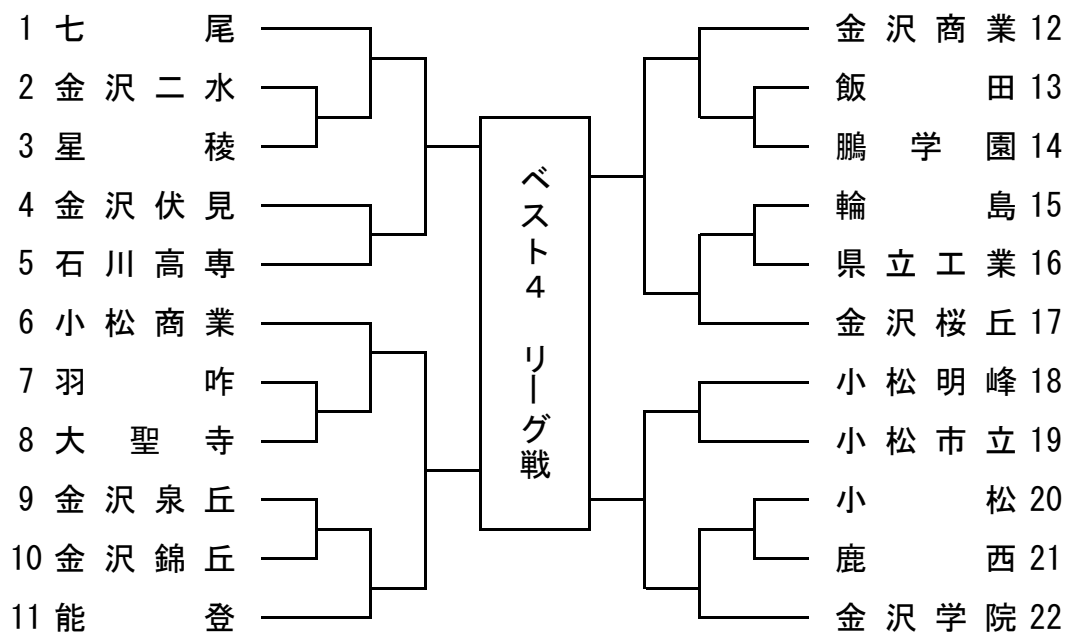 1 七尾
2 金沢二水
3 星稜
4 金沢伏見
5 石川高専
6 小松商業
7 羽咋
8 大聖寺
9 金沢泉丘
10 金沢錦丘
11 能登
ベスト4 リーグ戦
金沢商業 12
飯田 13
鵬学園 14
輪島 15
県立工業 16
金沢桜丘 17
小松明峰 18
小松市立 19
小松 20
鹿西 21
金沢学院 22